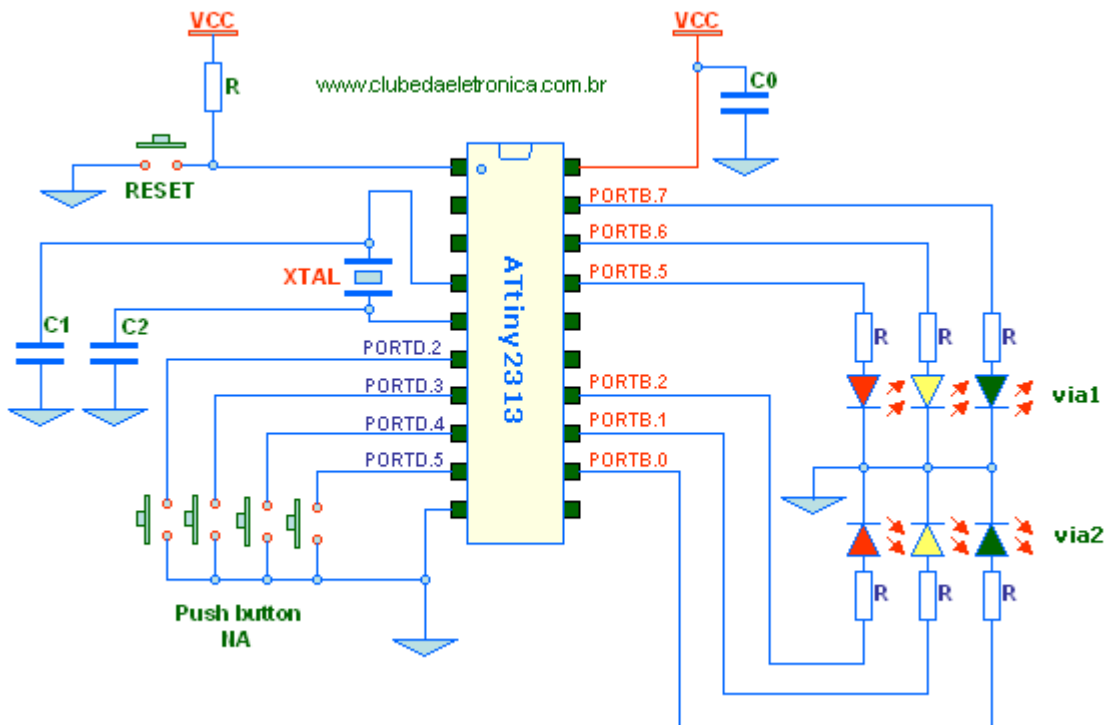 VCC
VCC
R
www.clubedaeletronica.com.br
C0
RESET
PORTB.7
PORTB.6
XTAL
PORTB.5
ATtiny2313
C1
C2
R
R
R
PORTD.2
PORTD.3
PORTB.2
via1
PORTD.4
PORTB.1
PORTD.5
PORTB.0
via2
R
R
R
Push button
NA